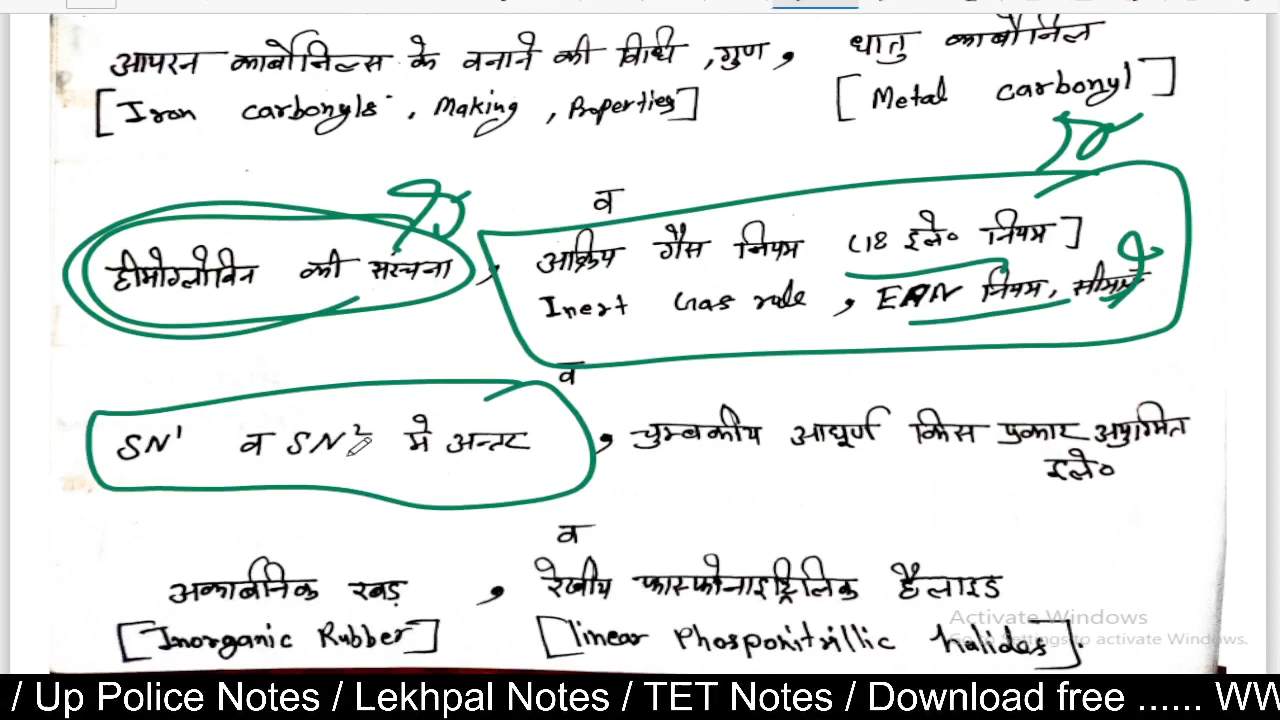 आयरन कार्बोनिल्स के बनाने की विधि, गुण, धातु कार्बोनिल
[Iron carbonyls, Making, Properties] [Metal carbonyl]
व
हीमोग्लोबिन की संरचना, अक्रिय गैस नियम (18 इले० नियम]
Inert Gas rule, EAN नियम, सीमाएँ
व
SN¹ व SN² में अन्तर, चुम्बकीय आघूर्ण किस प्रकार अयुग्मित
इले०
व
अकार्बनिक रबड़, रेखीय फास्फोनाइट्रिलिक हैलाइड
[Inorganic Rubber] [linear Phosponitrillic halides]
Activate Windows
Go to Settings to activate Windows.
/ Up Police Notes / Lekhpal Notes / TET Notes / Download free ...... WW